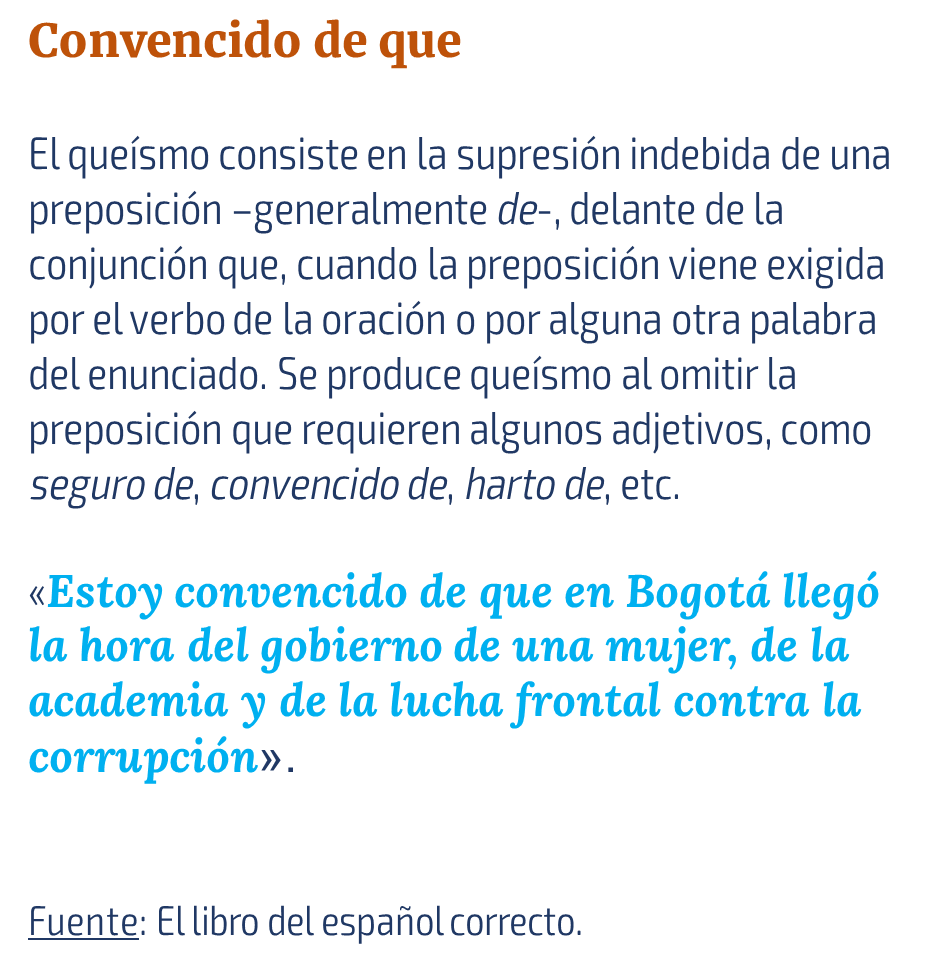 Convencido de que
El queísmo consiste en la supresión indebida de una
preposición –generalmente de-, delante de la
conjunción que, cuando la preposición viene exigida
por el verbo de la oración o por alguna otra palabra
del enunciado. Se produce queísmo al omitir la
preposición que requieren algunos adjetivos, como
seguro de, convencido de, harto de, etc.
«Estoy convencido de que en Bogotá llegó
la hora del gobierno de una mujer, de la
academia y de la lucha frontal contra la
corrupción».
Fuente: El libro del español correcto.